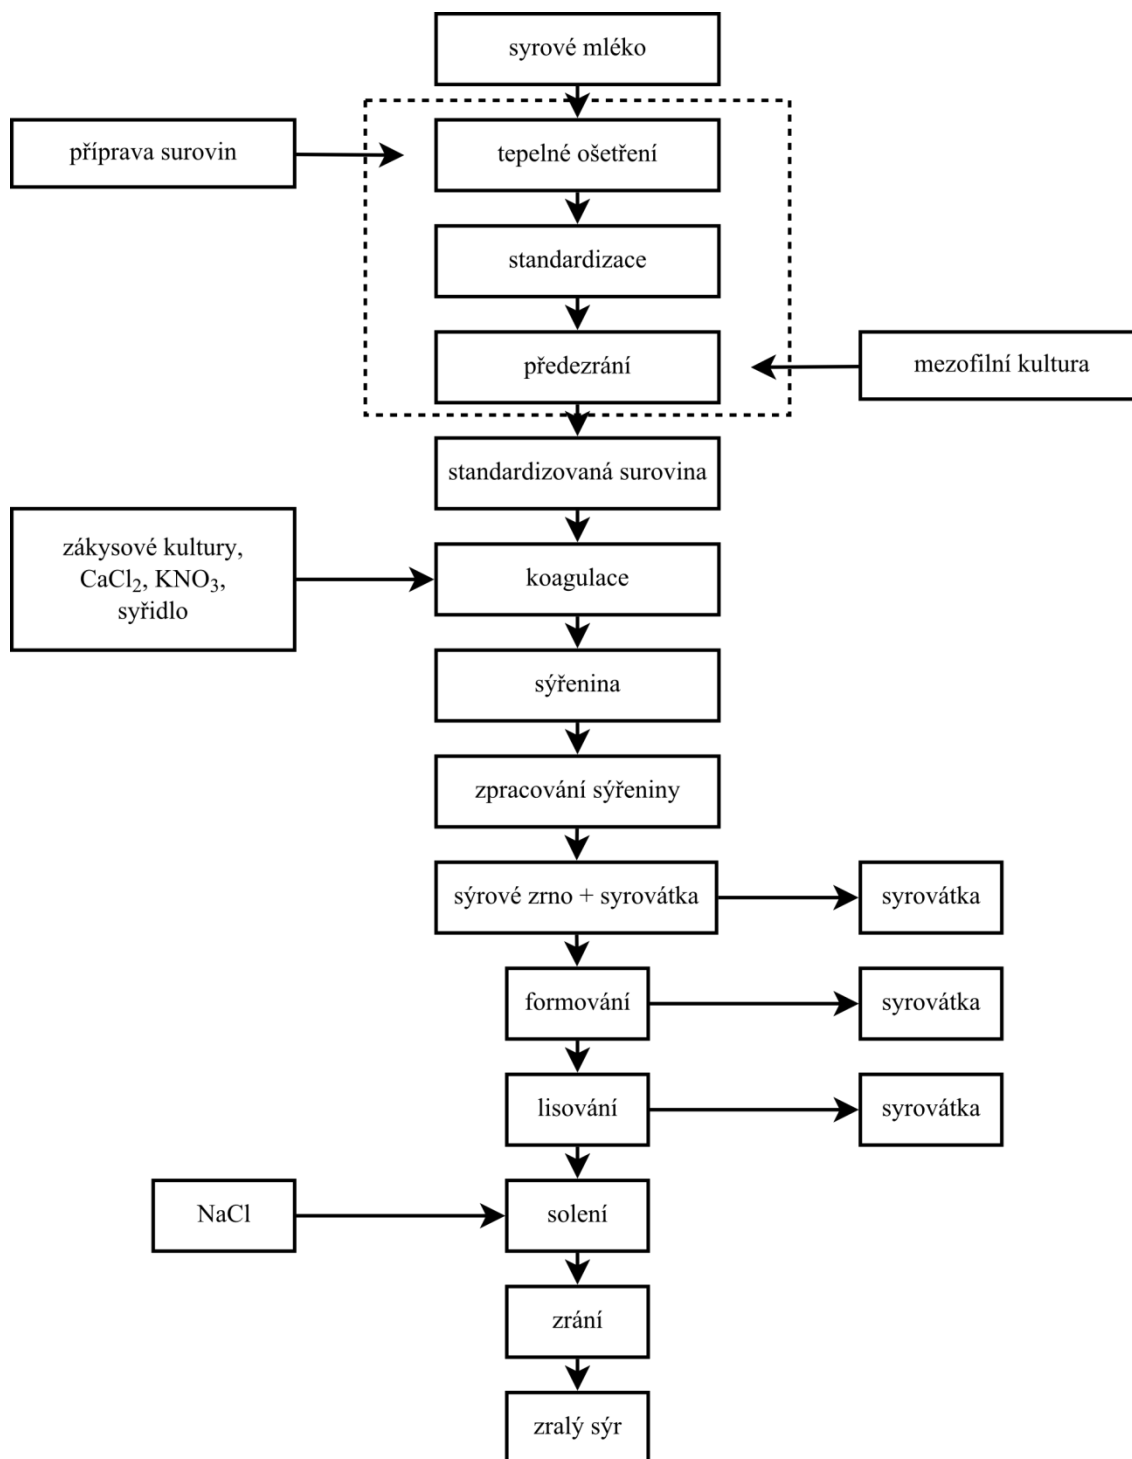 syrové mléko
příprava surovin
tepelné ošetření
standardizace
předezrání
mezofilní kultura
standardizovaná surovina
zákysové kultury,
CaCl₂, KNO₃,
syřidlo
koagulace
sýřenina
zpracování sýřeniny
sýrové zrno + syrovátka
syrovátka
formování
syrovátka
lisování
syrovátka
NaCl
solení
zrání
zralý sýr